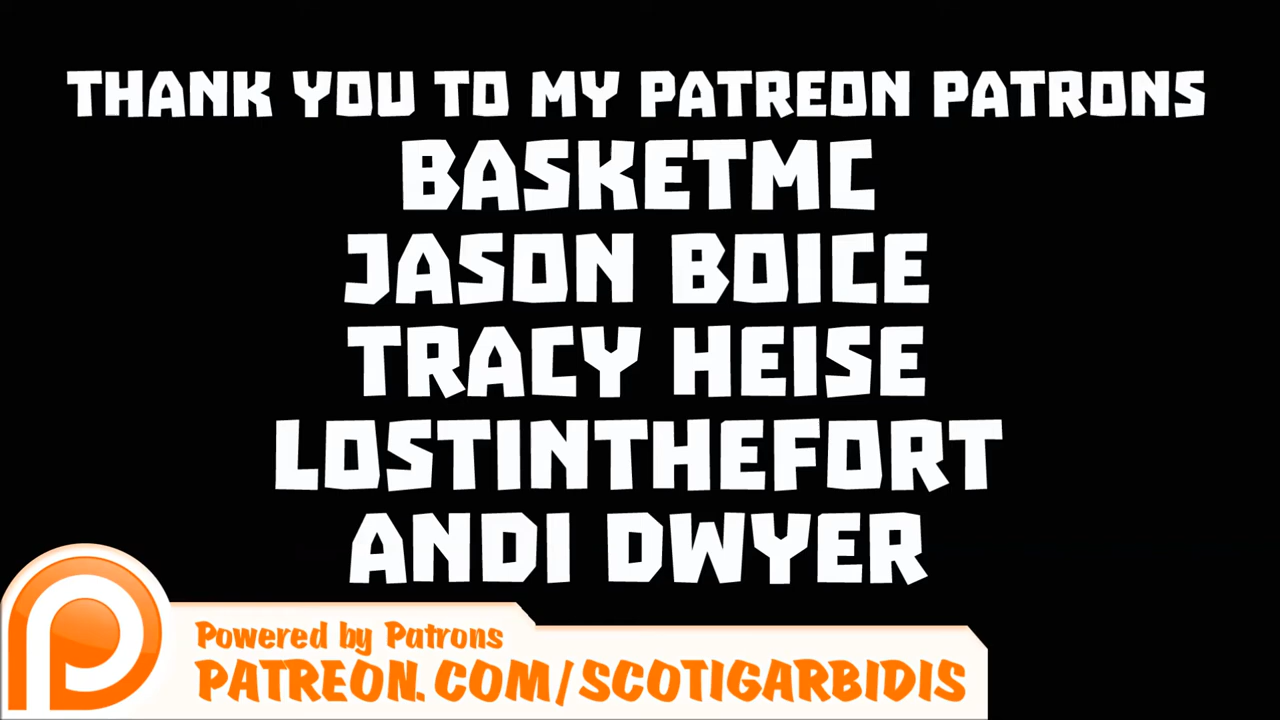 THANK YOU TO MY PATREON PATRONS
BASKETMC
JASON BOICE
TRACY HEISE
LOSTINTHEFORT
ANDI DWYER
Powered by Patrons
PATREON.COM/SCOTIGARBIDIS